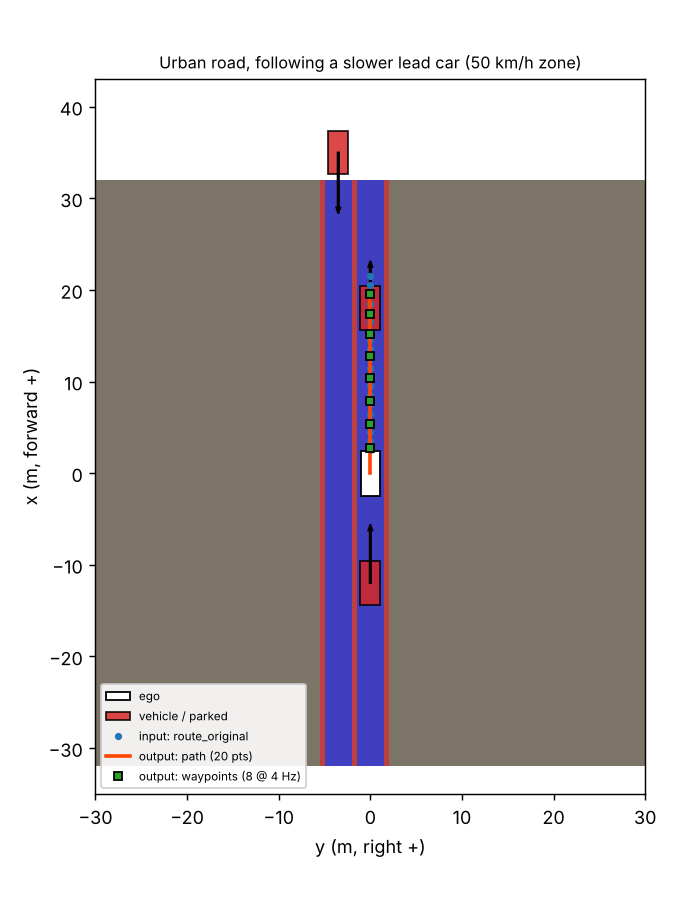 Urban road, following a slower lead car (50 km/h zone)
40
30
20
10
0
−10
−20
−30
x (m, forward +)
ego
vehicle / parked
input: route_original
output: path (20 pts)
output: waypoints (8 @ 4 Hz)
−30
−20
−10
0
10
20
30
y (m, right +)